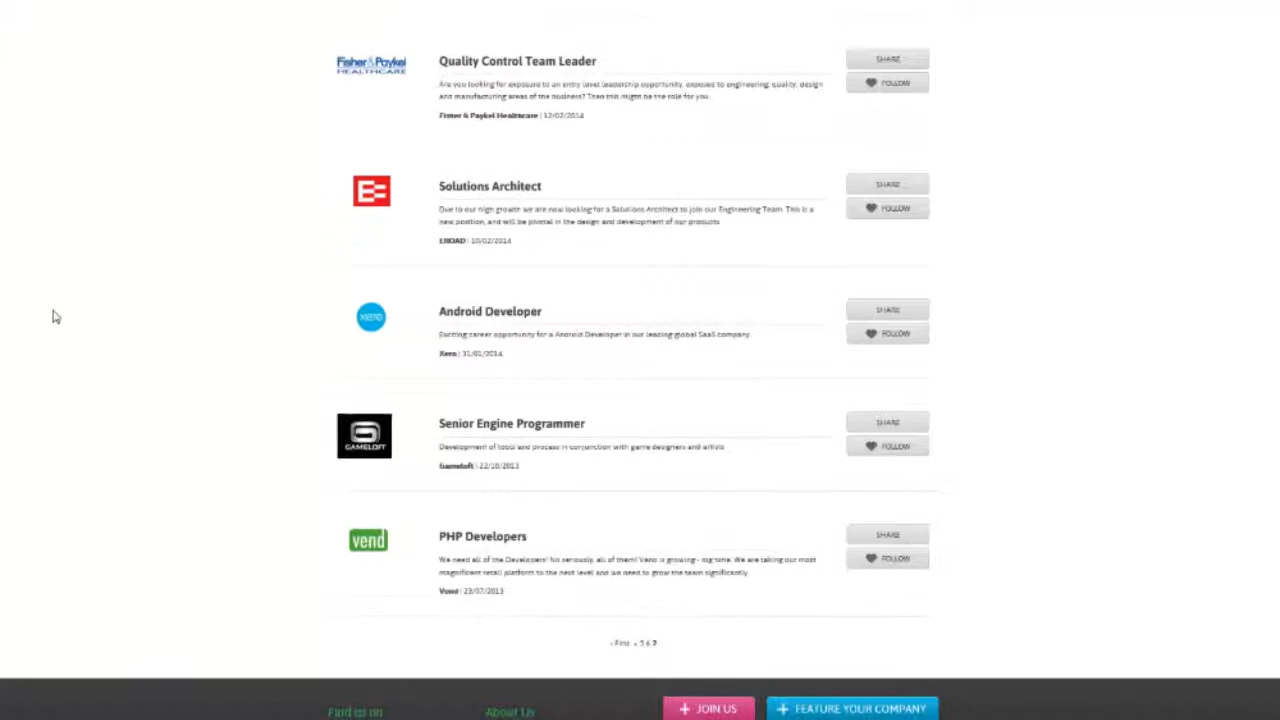 Fisher & Paykel
HEALTHCARE
Quality Control Team Leader
Are you looking for exposure to an entry level leadership opportunity, exposed to engineering, quality, design
and manufacturing areas of the business? Then this might be the role for you.
Fisher & Paykel Healthcare | 12/02/2014
SHARE
FOLLOW
Solutions Architect
Due to our high growth we are now looking for a Solutions Architect to join our Engineering Team. This is a
new position, and will be pivotal in the design and development of our products
EROAD | 10/02/2014
SHARE
FOLLOW
xero
Android Developer
Exciting career opportunity for a Android Developer in our leading global SaaS company.
Xero | 31/01/2014
SHARE
FOLLOW
GAMELOFT
Senior Engine Programmer
Development of tools and process in conjunction with game designers and artists
Gameloft | 22/10/2013
SHARE
FOLLOW
vend
PHP Developers
We need all of the Developers! No seriously, all of them! Vend is growing - big time. We are taking our most
magnificent retail platform to the next level and we need to grow the team significantly.
Vend | 23/07/2013
SHARE
FOLLOW
‹ First « 5 6 7
Find us on
About Us
+ JOIN US
+ FEATURE YOUR COMPANY